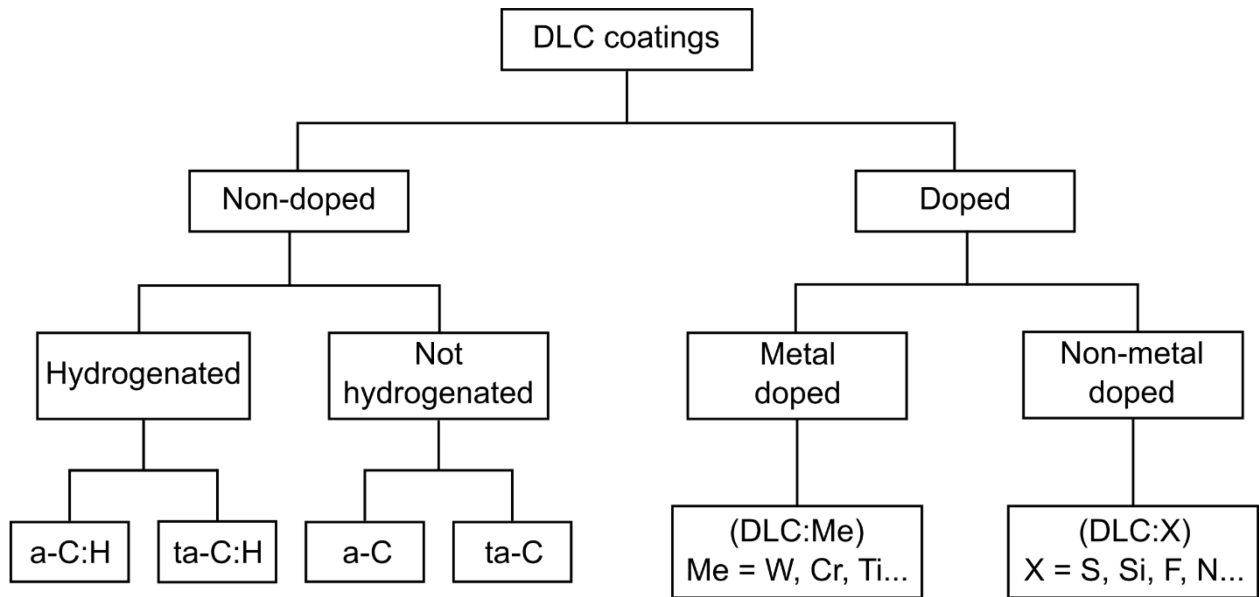 DLC coatings
Non-doped
Doped
Hydrogenated
Not
hydrogenated
Metal
doped
Non-metal
doped
a-C:H
ta-C:H
a-C
ta-C
(DLC:Me)
Me = W, Cr, Ti...
(DLC:X)
X = S, Si, F, N...